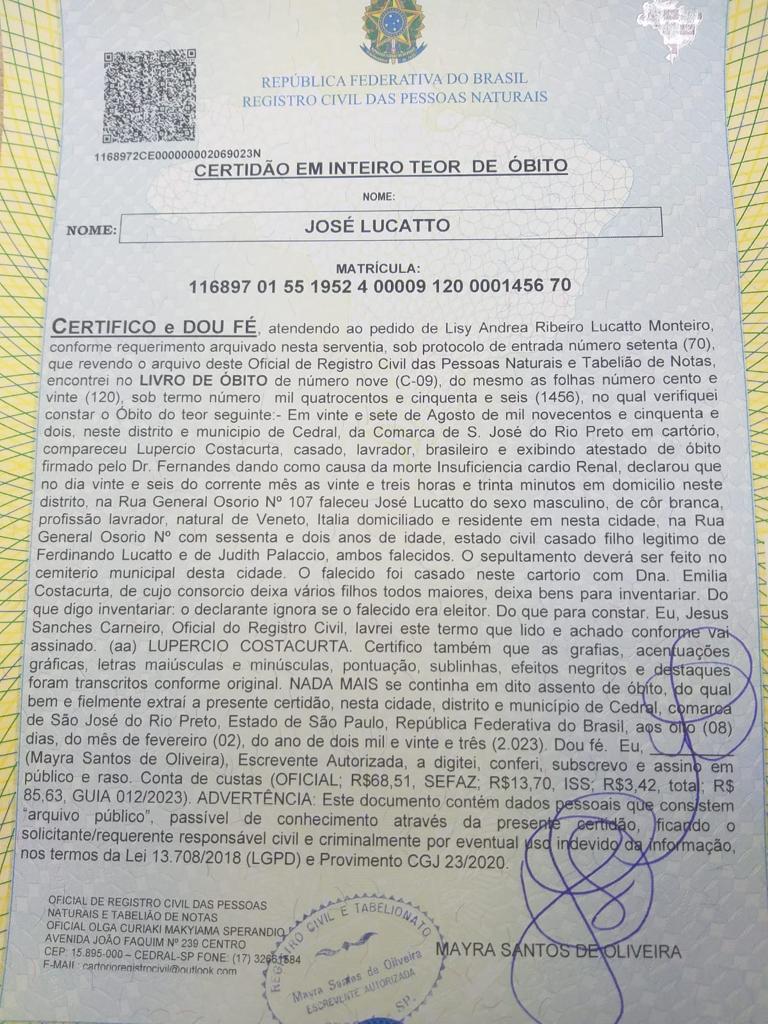 REPÚBLICA FEDERATIVA DO BRASIL
REGISTRO CIVIL DAS PESSOAS NATURAIS
1168972CE000000002069023N
CERTIDÃO EM INTEIRO TEOR DE ÓBITO
NOME:
NOME: JOSÉ LUCATTO
MATRÍCULA:
116897 01 55 1952 4 00009 120 0001456 70
CERTIFICO e DOU FÉ, atendendo ao pedido de Lisy Andrea Ribeiro Lucatto Monteiro,
conforme requerimento arquivado nesta serventia, sob protocolo de entrada número setenta (70),
que revendo o arquivo deste Oficial de Registro Civil das Pessoas Naturais e Tabelião de Notas,
encontrei no LIVRO DE ÓBITO de número nove (C-09), do mesmo as folhas número cento e
vinte (120), sob termo número mil quatrocentos e cinquenta e seis (1456), no qual verifiquei
constar o Óbito do teor seguinte:- Em vinte e sete de Agosto de mil novecentos e cinquenta e
dois, neste distrito e municipio de Cedral, da Comarca de S. José do Rio Preto em cartório,
compareceu Lupercio Costacurta, casado, lavrador, brasileiro e exibindo atestado de óbito
firmado pelo Dr. Fernandes dando como causa da morte Insuficiencia cardio Renal, declarou que
no dia vinte e seis do corrente mês as vinte e treis horas e trinta minutos em domicilio neste
distrito, na Rua General Osorio Nº 107 faleceu José Lucatto do sexo masculino, de côr branca,
profissão lavrador, natural de Veneto, Italia domiciliado e residente em nesta cidade, na Rua
General Osorio Nº com sessenta e dois anos de idade, estado civil casado filho legitimo de
Ferdinando Lucatto e de Judith Palaccio, ambos falecidos. O sepultamento deverá ser feito no
cemiterio municipal desta cidade. O falecido foi casado neste cartorio com Dna. Emilia
Costacurta, de cujo consorcio deixa vários filhos todos maiores, deixa bens para inventariar. Do
que digo inventariar: o declarante ignora se o falecido era eleitor. Do que para constar. Eu, Jesus
Sanches Carneiro, Oficial do Registro Civil, lavrei este termo que lido e achado conforme vai
assinado. (aa) LUPERCIO COSTACURTA. Certifico também que as grafias, acentuações
gráficas, letras maiúsculas e minúsculas, pontuação, sublinhas, efeitos negritos e destaques
foram transcritos conforme original. NADA MAIS se continha em dito assento de óbito, do qual
bem e fielmente extraí a presente certidão, nesta cidade, distrito e município de Cedral, comarca
de São José do Rio Preto, Estado de São Paulo, República Federativa do Brasil, aos oito (08)
dias, do mês de fevereiro (02), do ano de dois mil e vinte e três (2.023). Dou fé. Eu,
(Mayra Santos de Oliveira), Escrevente Autorizada, a digitei, conferi, subscrevo e assino em
público e raso. Conta de custas (OFICIAL; R$68,51, SEFAZ; R$13,70, ISS; R$3,42, total; R$
85,63, GUIA 012/2023). ADVERTÊNCIA: Este documento contém dados pessoais que consistem
"arquivo público", passível de conhecimento através da presente certidão, ficando o
solicitante/requerente responsável civil e criminalmente por eventual uso indevido da informação,
nos termos da Lei 13.708/2018 (LGPD) e Provimento CGJ 23/2020.
OFICIAL DE REGISTRO CIVIL DAS PESSOAS
NATURAIS E TABELIÃO DE NOTAS
OFICIAL OLGA CURIAKI MAKYIAMA SPERANDIO
AVENIDA JOÃO FAQUIM Nº 239 CENTRO
CEP: 15.895-000 – CEDRAL-SP FONE: (17) 32661584
E-MAIL: cartorioregistrocivil@outlook.com
REGISTRO CIVIL E TABELIONATO
Mayra Santos de Oliveira
ESCREVENTE AUTORIZADA
SP.
MAYRA SANTOS DE OLIVEIRA